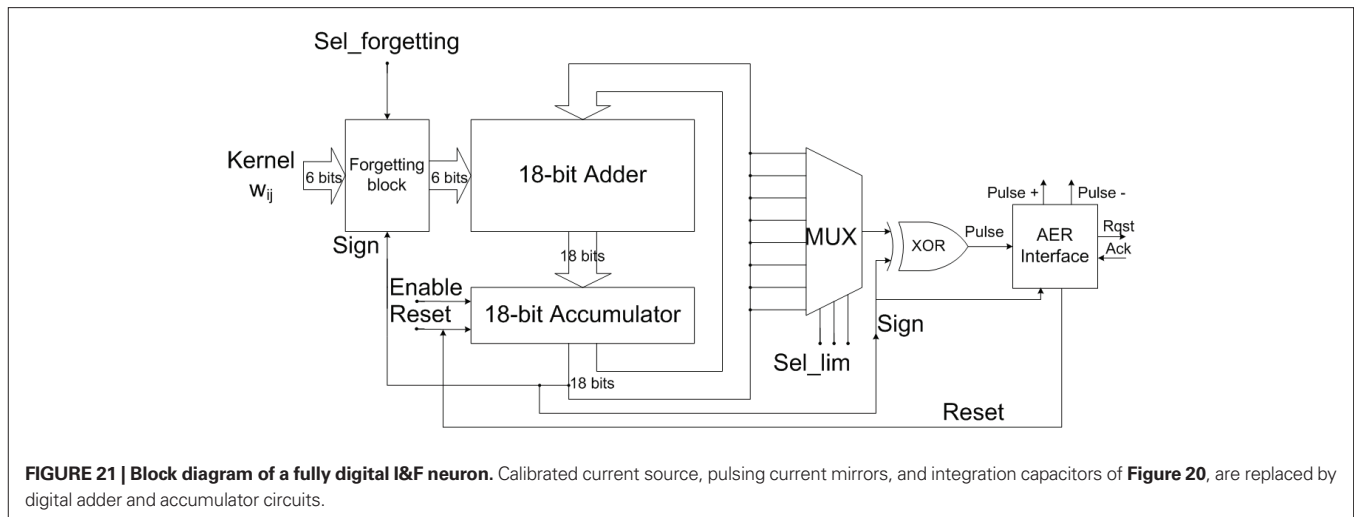 Sel_forgetting
Kernel
wij
6 bits
Forgetting
block
6 bits
18-bit Adder
Sign
18 bits
Enable
Reset
18-bit Accumulator
18 bits
MUX
Sel_lim
XOR
Sign
Pulse
Pulse +
Pulse -
AER
Interface
Rqst
Ack
Reset
FIGURE 21 | Block diagram of a fully digital I&F neuron. Calibrated current source, pulsing current mirrors, and integration capacitors of Figure 20, are replaced by
digital adder and accumulator circuits.